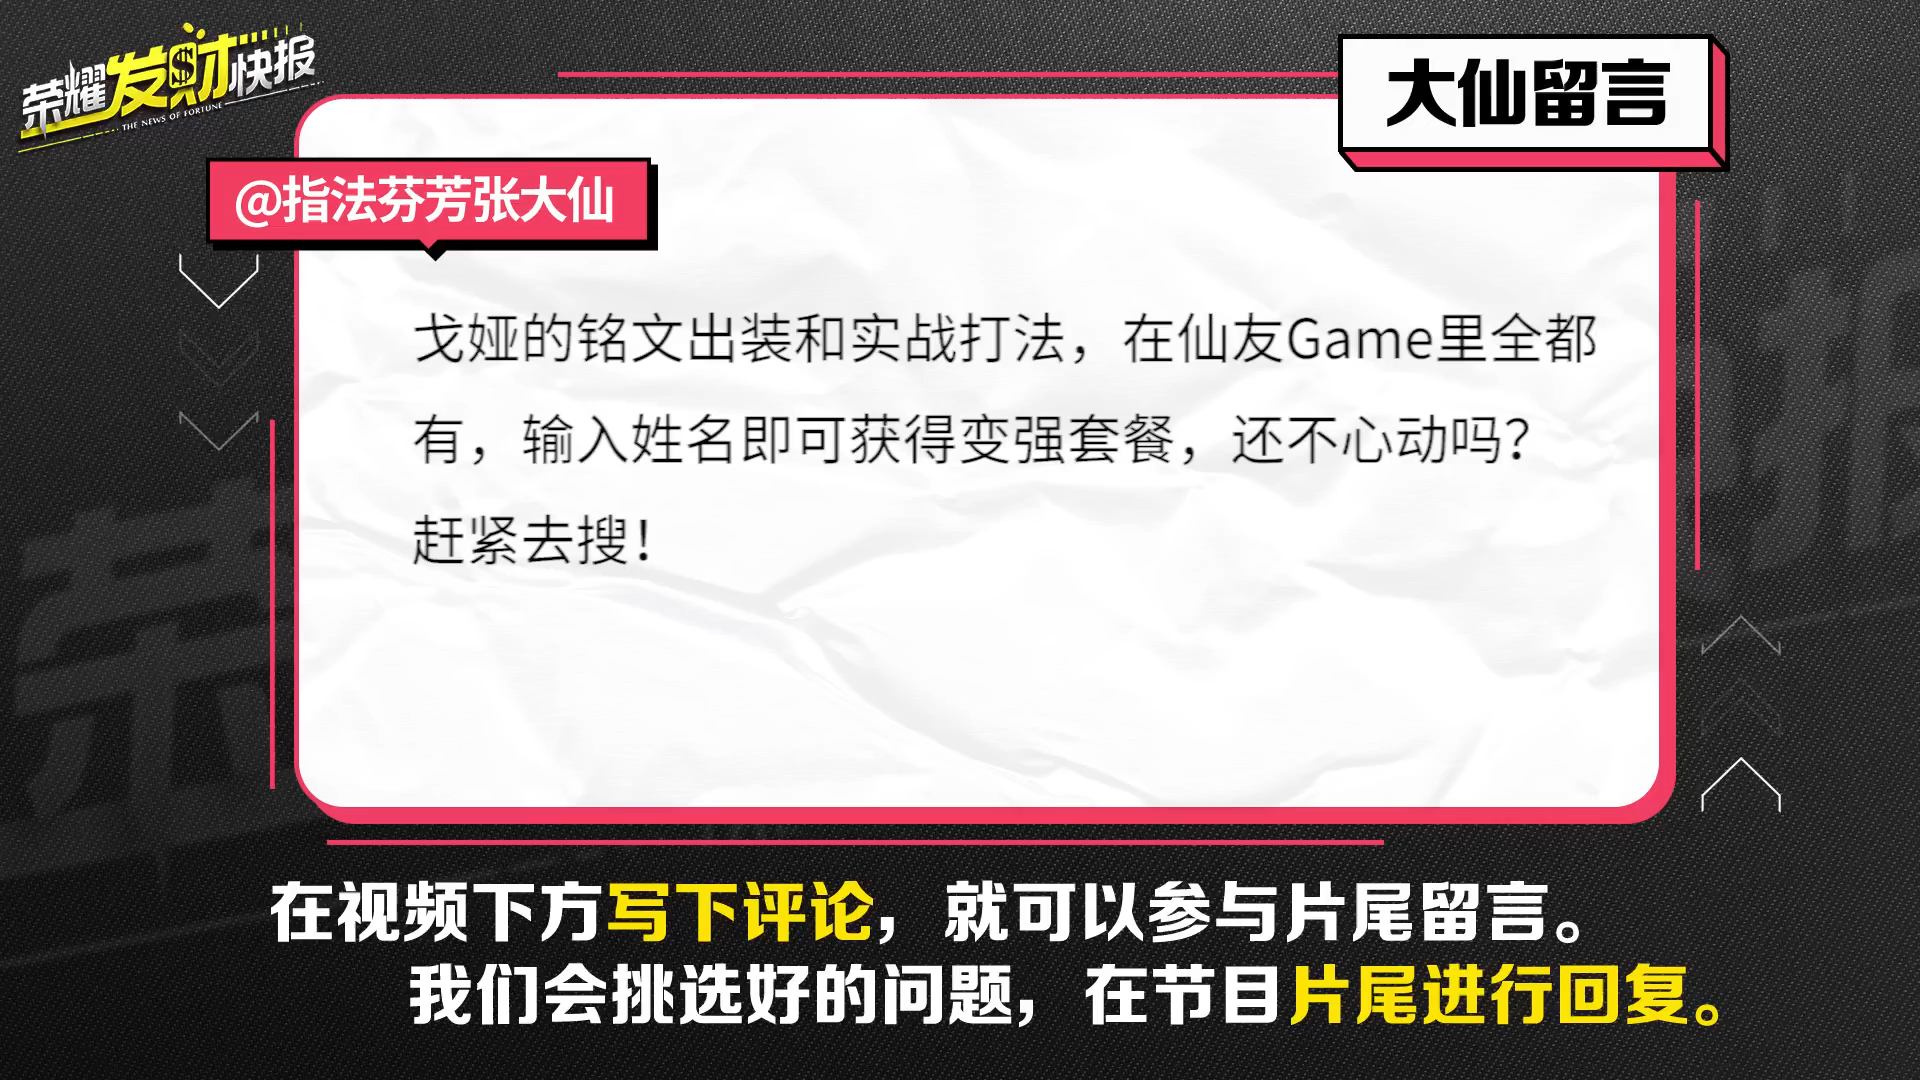 荣耀发财快报
THE NEWS OF FORTUNE
大仙留言
@指法芬芳张大仙
戈娅的铭文出装和实战打法，在仙友Game里全都
有，输入姓名即可获得变强套餐，还不心动吗？
赶紧去搜！
在视频下方写下评论，就可以参与片尾留言。
我们会挑选好的问题，在节目片尾进行回复。